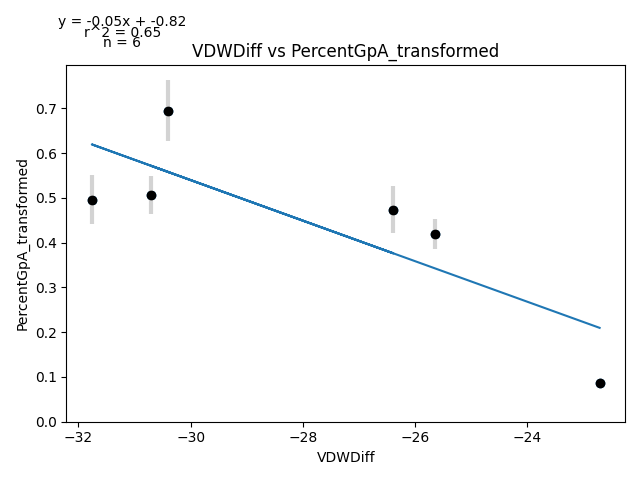 y = -0.05x + -0.82
r^2 = 0.65
n = 6
VDWDiff vs PercentGpA_transformed
PercentGpA_transformed
0.7
0.6
0.5
0.4
0.3
0.2
0.1
0.0
−32
−30
−28
−26
−24
VDWDiff